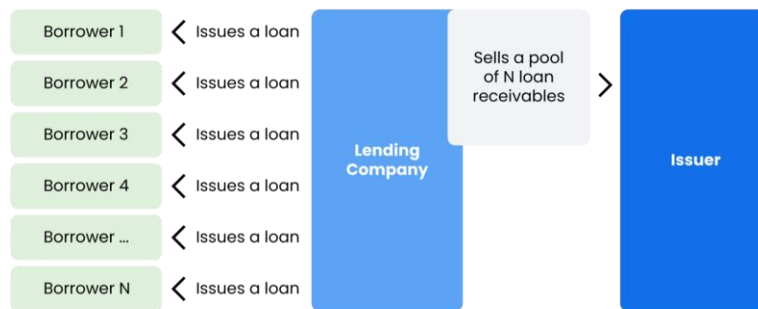 Borrower 1
Issues a loan
Borrower 2
Issues a loan
Borrower 3
Issues a loan
Borrower 4
Issues a loan
Borrower ...
Issues a loan
Borrower N
Issues a loan
Lending
Company
Sells a pool
of N loan
receivables
Issuer